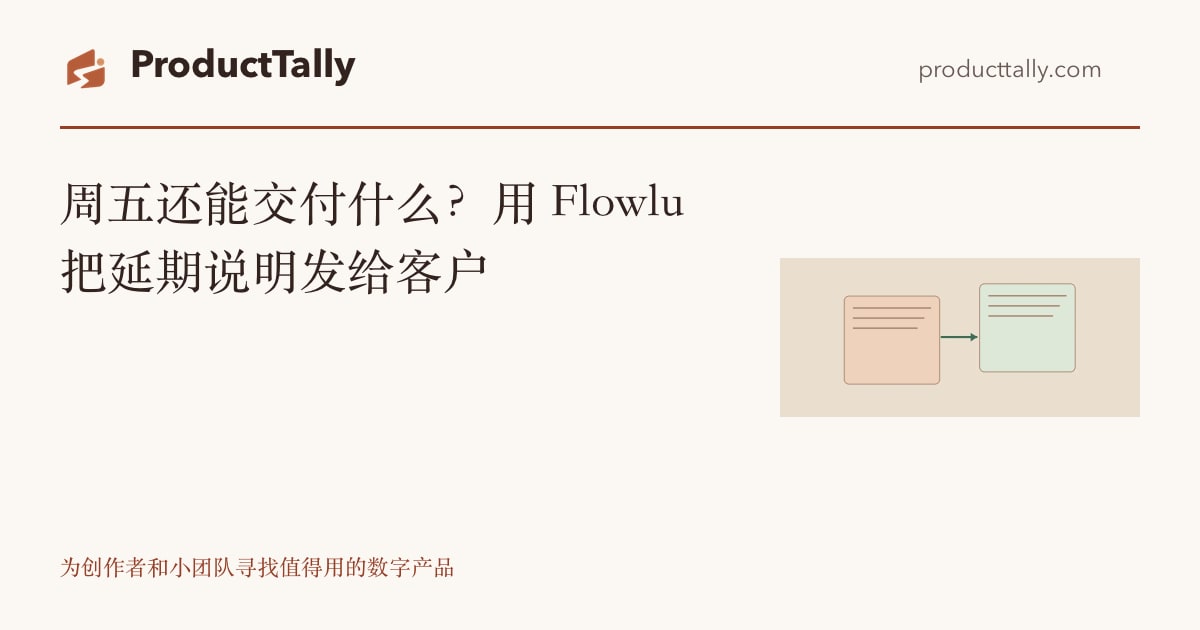 ProductTally
producttally.com
周五还能交付什么？用 Flowlu
把延期说明发给客户
为创作者和小团队寻找值得用的数字产品